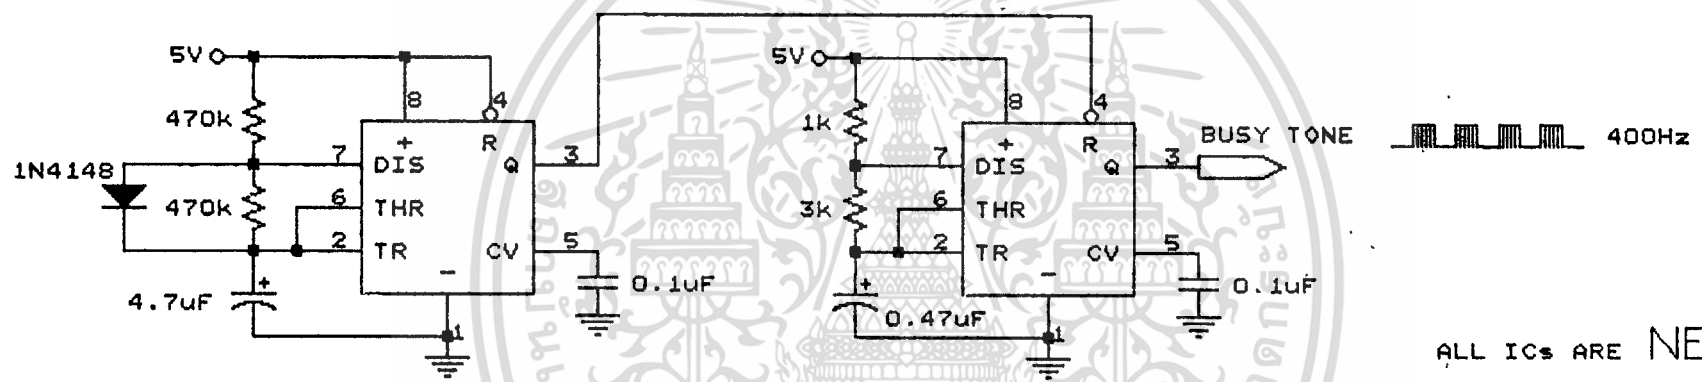 5V
8
4
470k
7
DIS
+
R
Q
3
1N4148
470k
6
THR
2
TR
CV
5
+
4.7uF
−
0.1uF
1
5V
8
4
1k
7
DIS
+
R
Q
3
BUSY TONE
400Hz
3k
6
THR
2
TR
CV
5
+
0.47uF
−
0.1uF
1
ALL ICs ARE NE